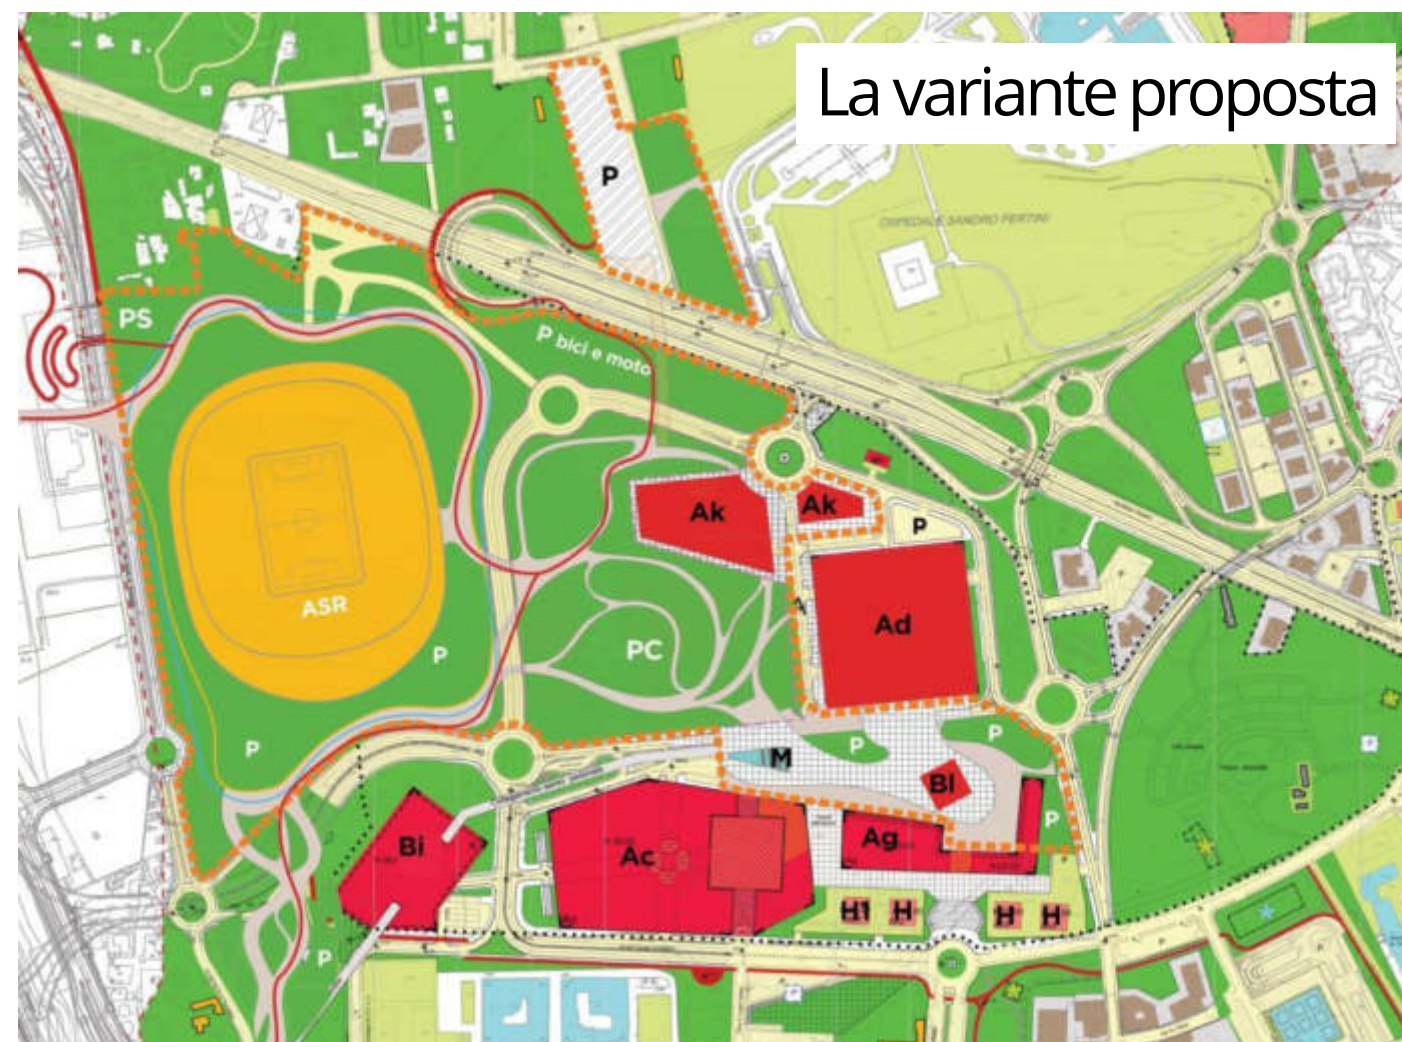 La variante proposta
P
OSPEDALE SANDRO PERTINI
PS
P bici e moto
Ak
Ak
P
ASR
Ad
PC
P
P
M
P
P
Bl
P
Bi
Ac
Ag
H1
H
H
H
P